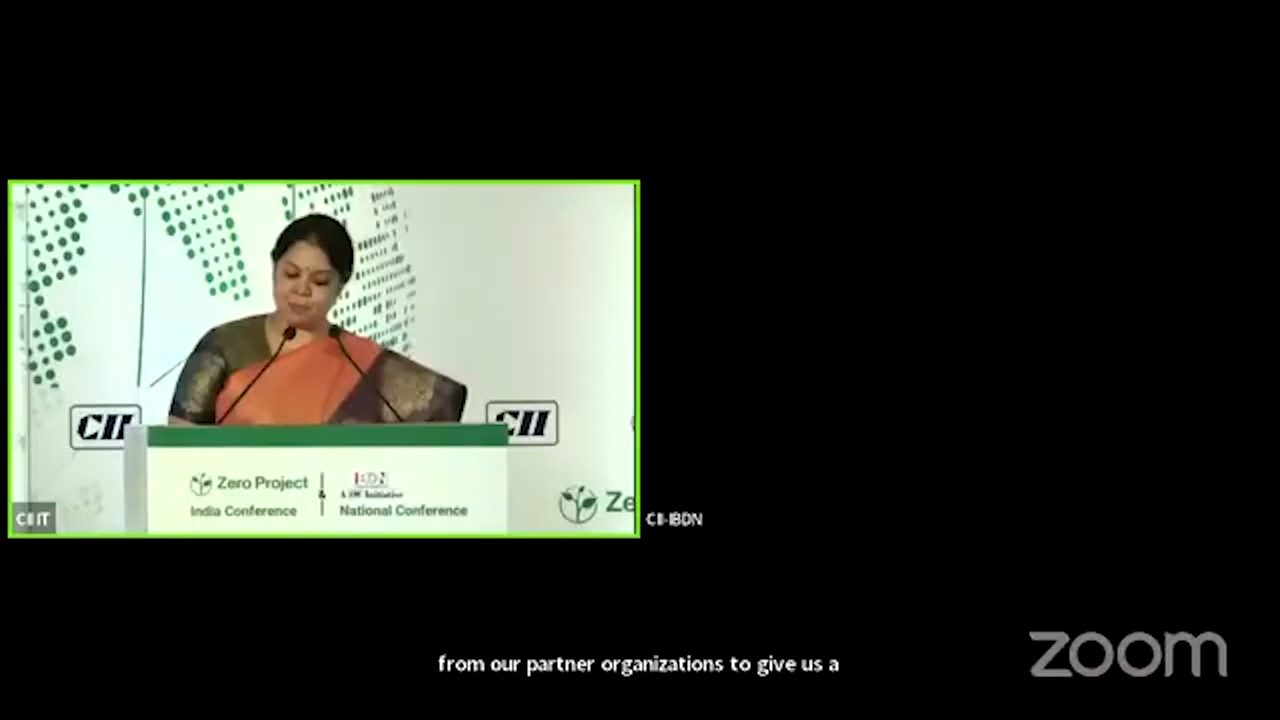 CII
CII
Zero Project
&
IBDN
A CII Initiative
India Conference
National Conference
Ze
CII IT
CII-IBDN
from our partner organizations to give us a
zoom